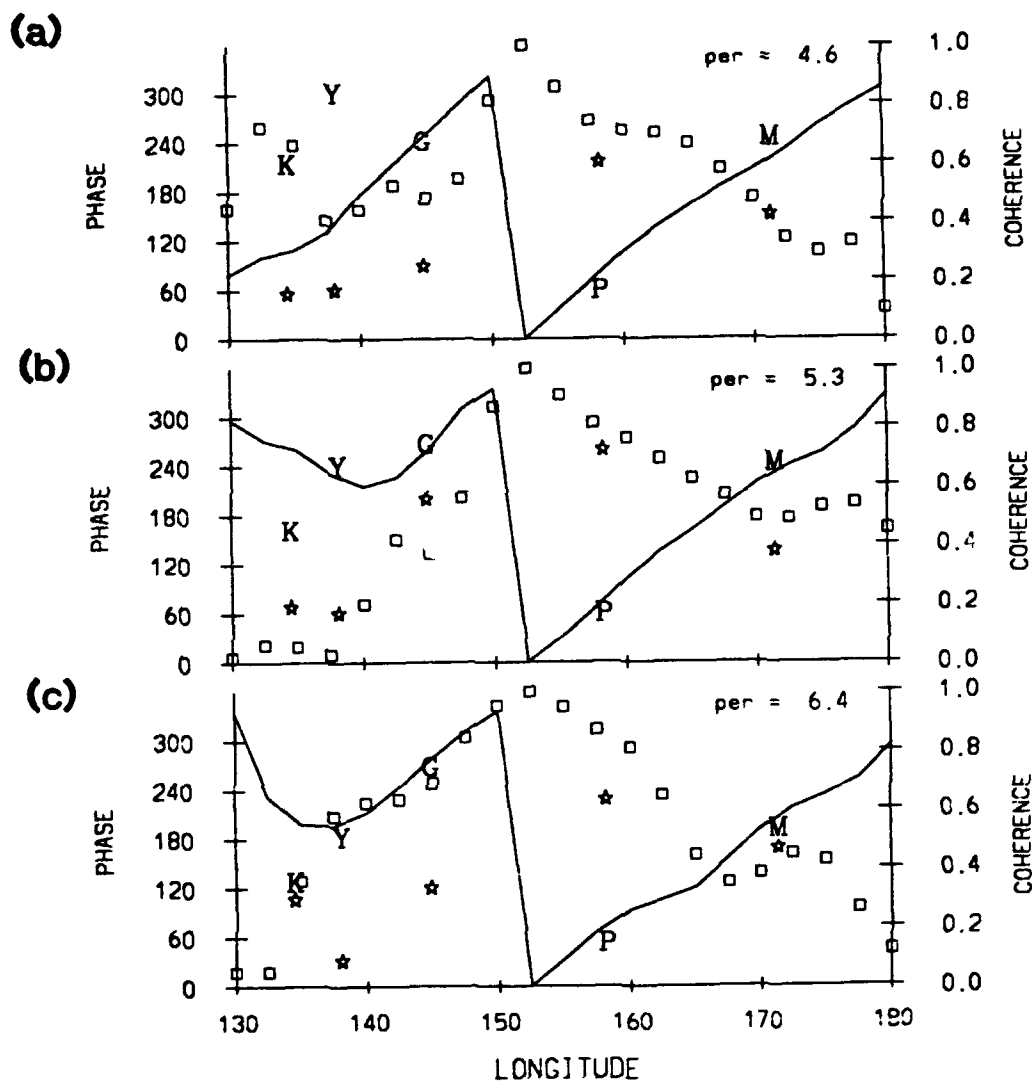 (a)
per = 4.6
Y
K
G
M
P
300
240
180
120
60
0
PHASE
1.0
0.8
0.6
0.4
0.2
0.0
COHERENCE
(b)
per = 5.3
Y
K
G
M
P
300
240
180
120
60
0
PHASE
1.0
0.8
0.6
0.4
0.2
0.0
COHERENCE
(c)
per = 6.4
Y
K
G
M
P
300
240
180
120
60
0
PHASE
1.0
0.8
0.6
0.4
0.2
0.0
COHERENCE
130 140 150 160 170 180
LONGITUDE